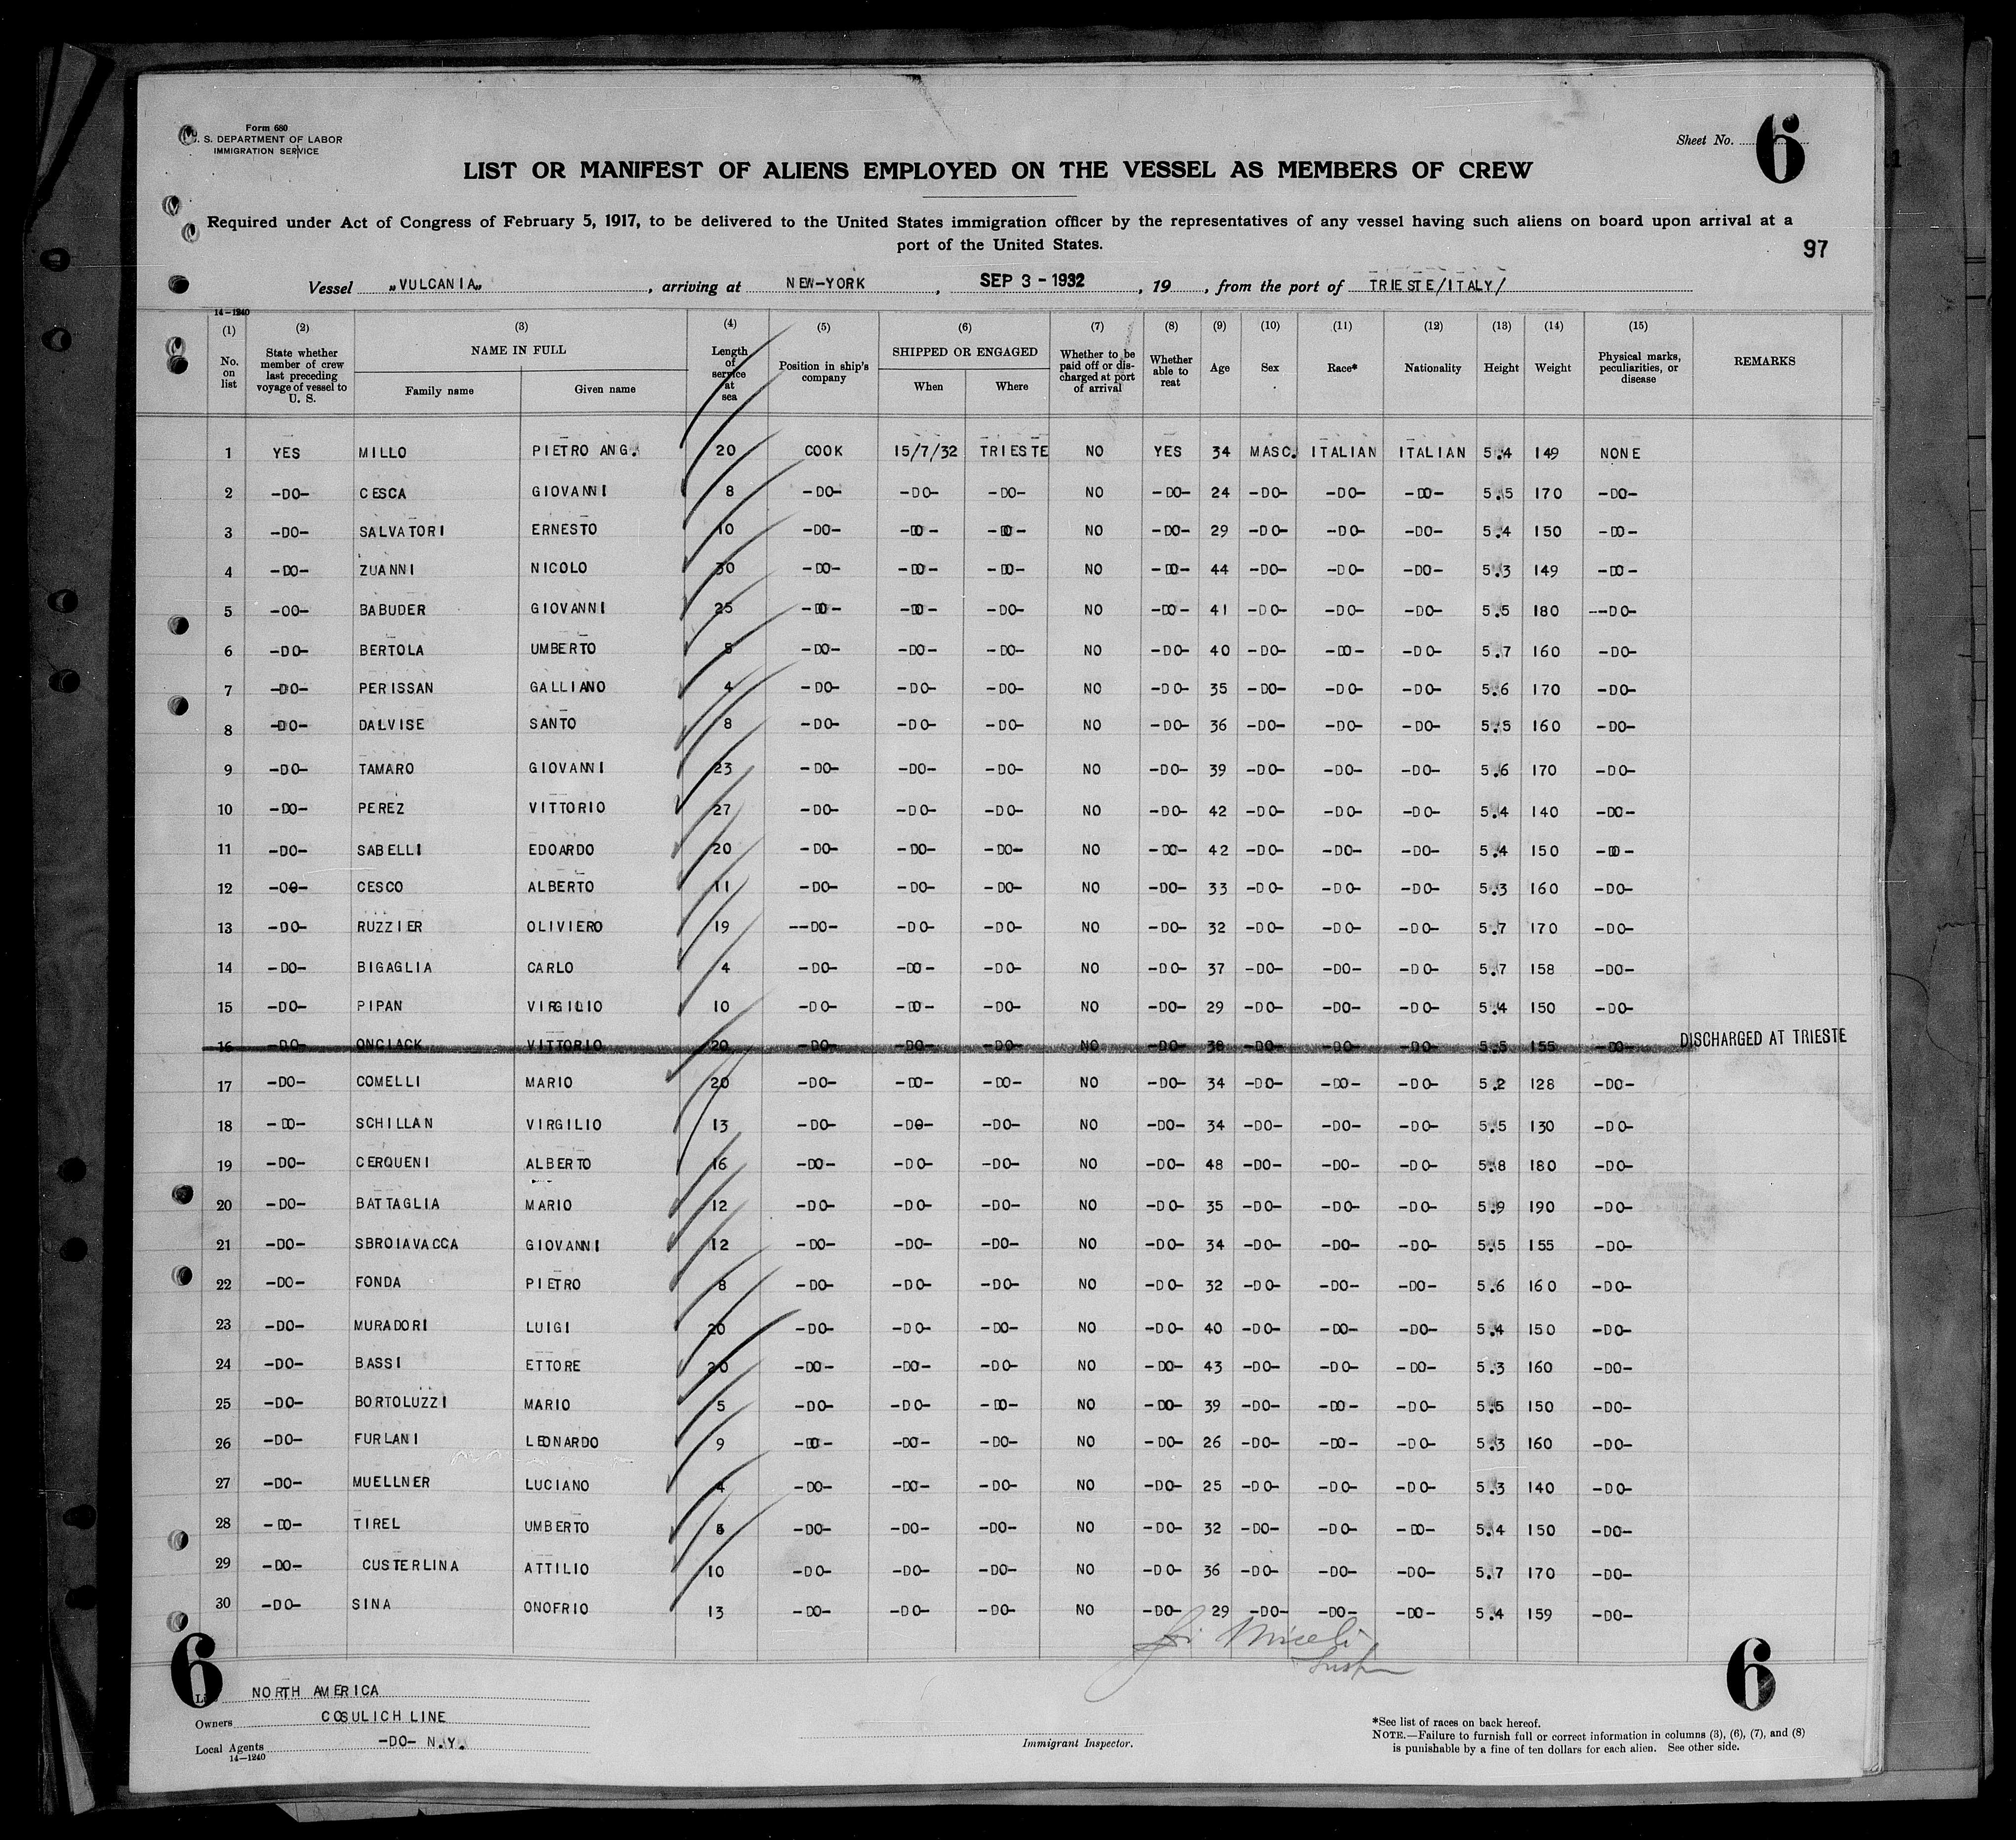 Form 680
U. S. DEPARTMENT OF LABOR
IMMIGRATION SERVICE
Sheet No. 6
LIST OR MANIFEST OF ALIENS EMPLOYED ON THE VESSEL AS MEMBERS OF CREW
Required under Act of Congress of February 5, 1917, to be delivered to the United States immigration officer by the representatives of any vessel having such aliens on board upon arrival at a
port of the United States.
97
Vessel „VULCANIA„, arriving at NEW-YORK, SEP 3 - 1932, 19 , from the port of TRIESTE/ITALY/
14-1240
(1) (2) (3) (4) (5) (6) (7) (8) (9) (10) (11) (12) (13) (14) (15)
No. on list State whether member of crew last preceding voyage of vessel to U. S. NAME IN FULL Family name Given name Length of service at sea Position in ship's company SHIPPED OR ENGAGED When Where Whether to be paid off or discharged at port of arrival Whether able to reat Age Sex Race* Nationality Height Weight Physical marks, peculiarities, or disease REMARKS
1 YES MILLO PIETRO ANG. 20 COOK 15/7/32 TRIESTE NO YES 34 MASC. ITALIAN ITALIAN 5.4 149 NONE
2 -DO- CESCA GIOVANNI 8 -DO- -DO- -DO- NO -DO- 24 -DO- -DO- -DO- 5.5 170 -DO-
3 -DO- SALVATORI ERNESTO 10 -DO- -DO- -DO- NO -DO- 29 -DO- -DO- -DO- 5.4 150 -DO-
4 -DO- ZUANNI NICOLO 30 -DO- -DO- -DO- NO -DO- 44 -DO- -DO- -DO- 5.3 149 -DO-
5 -OO- BABUDER GIOVANNI 25 -DO- -DO- -DO- NO -DO- 41 -DO- -DO- -DO- 5.5 180 --DO-
6 -DO- BERTOLA UMBERTO -DO- -DO- -DO- NO -DO- 40 -DO- -DO- -DO- 5.7 160 -DO-
7 -DO- PERISSAN GALLIANO 4 -DO- -DO- -DO- NO -DO- 35 -DO- -DO- -DO- 5.6 170 -DO-
8 -DO- DALVISE SANTO 8 -DO- -DO- -DO- NO -DO- 36 -DO- -DO- -DO- 5.5 160 -DO-
9 -DO- TAMARO GIOVANNI 23 -DO- -DO- -DO- NO -DO- 39 -DO- -DO- -DO- 5.6 170 -DO-
10 -DO- PEREZ VITTORIO 27 -DO- -DO- -DO- NO -DO- 42 -DO- -DO- -DO- 5.4 140 -DO-
11 -DO- SABELLI EDOARDO 20 -DO- -DO- -DO- NO -DO- 42 -DO- -DO- -DO- 5.4 150 -DO-
12 -OO- CESCO ALBERTO 11 -DO- -DO- -DO- NO -DO- 33 -DO- -DO- -DO- 5.3 160 -DO-
13 -DO- RUZZIER OLIVIERO 19 --DO- -DO- -DO- NO -DO- 32 -DO- -DO- -DO- 5.7 170 -DO-
14 -DO- BIGAGLIA CARLO 4 -DO- -DO- -DO- NO -DO- 37 -DO- -DO- -DO- 5.7 158 -DO-
15 -DO- PIPAN VIRGILIO 10 -DO- -DO- -DO- NO -DO- 29 -DO- -DO- -DO- 5.4 150 -DO-
16 -DO- ONCIACK VITTORIO 20 -DO- -DO- -DO- NO -DO- 38 -DO- -DO- -DO- 5.5 155 -DO- DISCHARGED AT TRIESTE
17 -DO- COMELLI MARIO 20 -DO- -DO- -DO- NO -DO- 34 -DO- -DO- -DO- 5.2 128 -DO-
18 -DO- SCHILLAN VIRGILIO 13 -DO- -DO- -DO- NO -DO- 34 -DO- -DO- -DO- 5.5 130 -DO-
19 -DO- CERQUENI ALBERTO 16 -DO- -DO- -DO- NO -DO- 48 -DO- -DO- -DO- 5.8 180 -DO-
20 -DO- BATTAGLIA MARIO 12 -DO- -DO- -DO- NO -DO- 35 -DO- -DO- -DO- 5.9 190 -DO-
21 -DO- SBROIAVACCA GIOVANNI 12 -DO- -DO- -DO- NO -DO- 34 -DO- -DO- -DO- 5.5 155 -DO-
22 -DO- FONDA PIETRO 8 -DO- -DO- -DO- NO -DO- 32 -DO- -DO- -DO- 5.6 160 -DO-
23 -DO- MURADORI LUIGI 20 -DO- -DO- -DO- NO -DO- 40 -DO- -DO- -DO- 5.4 150 -DO-
24 -DO- BASSI ETTORE 20 -DO- -DO- -DO- NO -DO- 43 -DO- -DO- -DO- 5.3 160 -DO-
25 -DO- BORTOLUZZI MARIO 5 -DO- -DO- -DO- NO -DO- 39 -DO- -DO- -DO- 5.5 150 -DO-
26 -DO- FURLANI LEONARDO 9 -DO- -DO- -DO- NO -DO- 26 -DO- -DO- -DO- 5.3 160 -DO-
27 -DO- MUELLNER LUCIANO 4 -DO- -DO- -DO- NO -DO- 25 -DO- -DO- -DO- 5.3 140 -DO-
28 -DO- TIREL UMBERTO -DO- -DO- -DO- NO -DO- 32 -DO- -DO- -DO- 5.4 150 -DO-
29 -DO- CUSTERLINA ATTILIO 10 -DO- -DO- -DO- NO -DO- 36 -DO- -DO- -DO- 5.7 170 -DO-
30 -DO- SINA ONOFRIO 13 -DO- -DO- -DO- NO -DO- 29 -DO- -DO- -DO- 5.4 159 -DO-
6 6
NORTH AMERICA
Owners COSULICH LINE
Local Agents -DO- N.Y.
14-1240
Immigrant Inspector.
*See list of races on back hereof.
NOTE.—Failure to furnish full or correct information in columns (3), (6), (7), and (8)
is punishable by a fine of ten dollars for each alien. See other side.